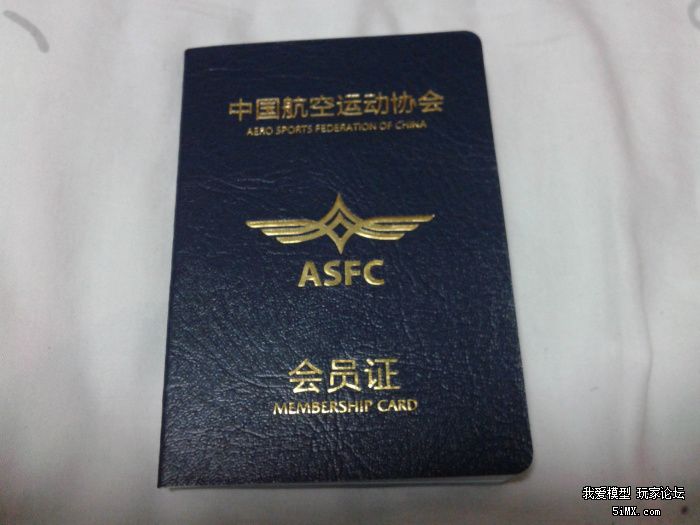 中国航空运动协会
AERO SPORTS FEDERATION OF CHINA
ASFC
会员证
MEMBERSHIP CARD
我爱模型 玩家论坛
5iMX.com